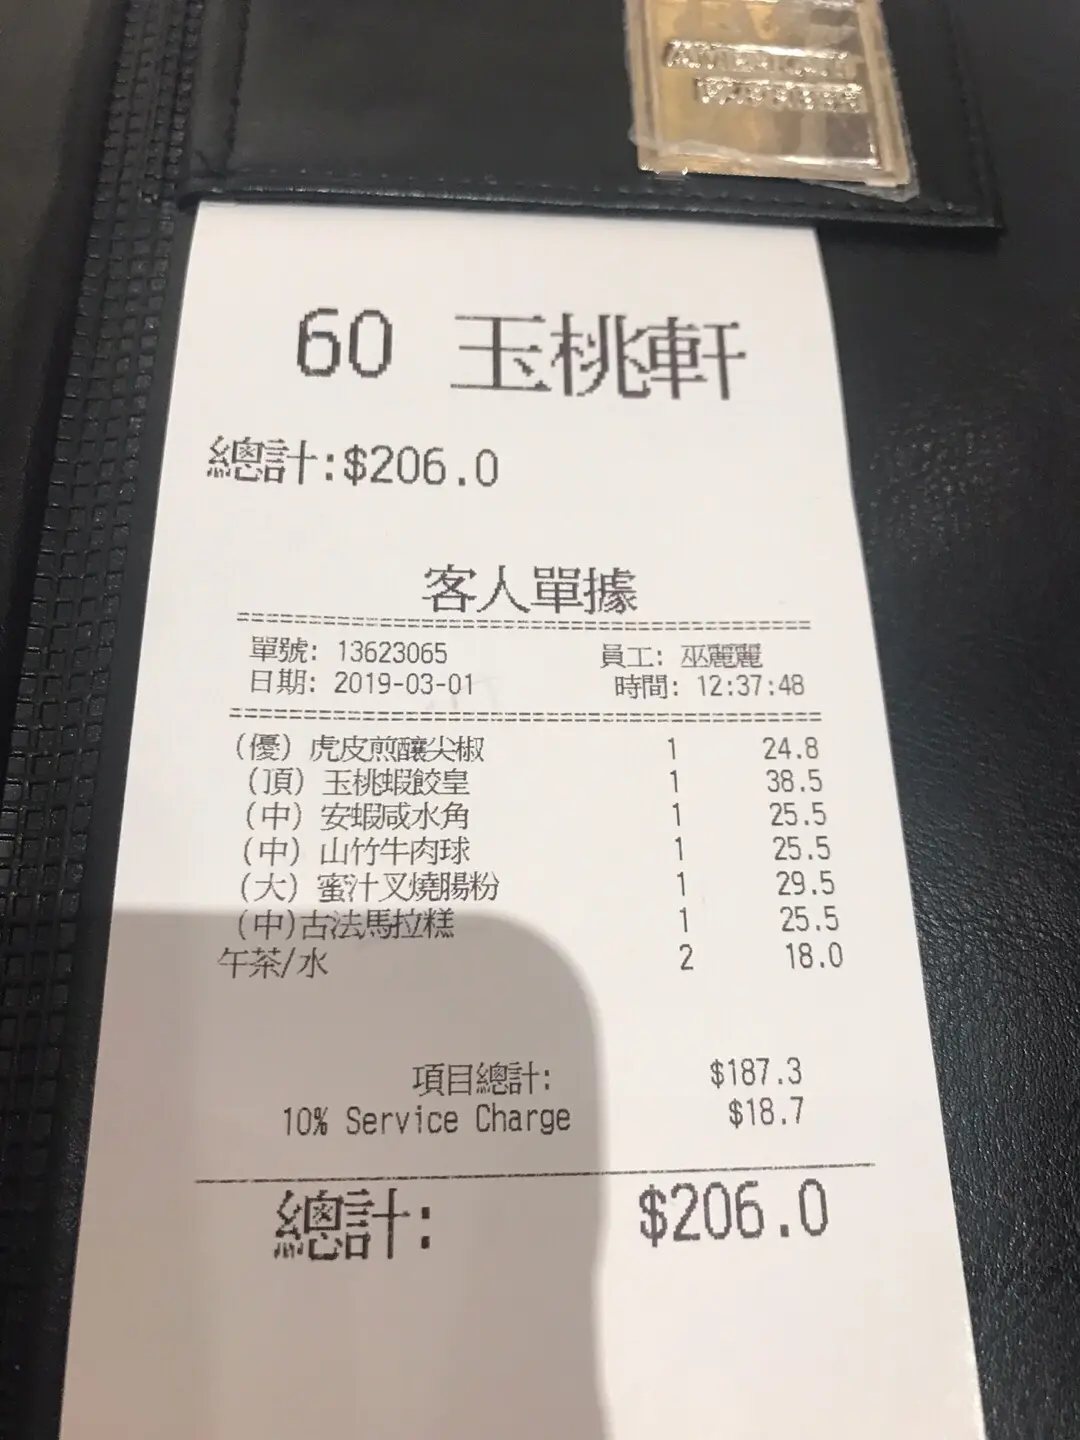 AMERICAN
EXPRESS
60 玉桃軒
總計:$206.0
客人單據
單號: 13623065 員工: 巫麗麗
日期: 2019-03-01 時間: 12:37:48
(優) 虎皮煎釀尖椒 1 24.8
(頂) 玉桃蝦餃皇 1 38.5
(中) 安蝦咸水角 1 25.5
(中) 山竹牛肉球 1 25.5
(大) 蜜汁叉燒腸粉 1 29.5
(中)古法馬拉糕 1 25.5
午茶/水 2 18.0
項目總計: $187.3
10% Service Charge $18.7
總計: $206.0